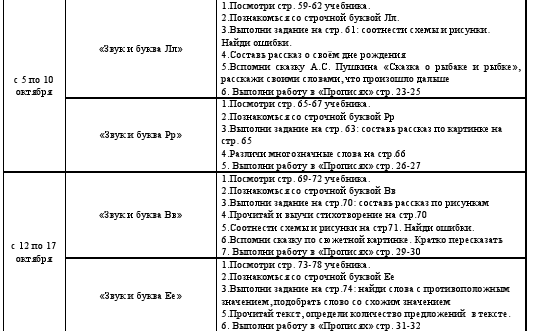 с 5 по 10
октября
«Звук и буква Лл»
1.Посмотри стр. 59-62 учебника.
2.Познакомься со строчной буквой Лл.
3.Выполни задание на стр. 61: соотнести схемы и рисунки.
Найди ошибки.
4.Составь рассказ о своём дне рождения
5.Вспомни сказку А.С. Пушкина «Сказка о рыбаке и рыбке»,
расскажи своими словами, что произошло дальше
6. Выполни работу в «Прописях» стр. 23-25
«Звук и буква Рр»
1.Посмотри стр. 65-67 учебника.
2.Познакомься со строчной буквой Рр
3.Выполни задание на стр. 63: составь рассказ по картинке на
стр. 65
4.Различи многозначные слова на стр.66
5. Выполни работу в «Прописях» стр. 26-27
с 12 по 17
октября
«Звук и буква Вв»
1.Посмотри стр. 69-72 учебника.
2.Познакомься со строчной буквой Вв
3.Выполни задание на стр.70: составь рассказ по рисункам
4.Прочитай и выучи стихотворение на стр.70
5.Соотнести схемы и рисунки на стр71. Найди ошибки.
6.Вспомни сказку по сюжетной картинке. Кратко пересказать
7. Выполни работу в «Прописях» стр. 29-30
«Звук и буква Ее»
1.Посмотри стр. 73-78 учебника.
2.Познакомься со строчной буквой Ее
3.Выполни задание на стр.74: найди слова с противоположным
значением, подобрать слово со схожим значением
5.Прочитай текст, определи количество предложений в тексте.
6. Выполни работу в «Прописях» стр. 31-32